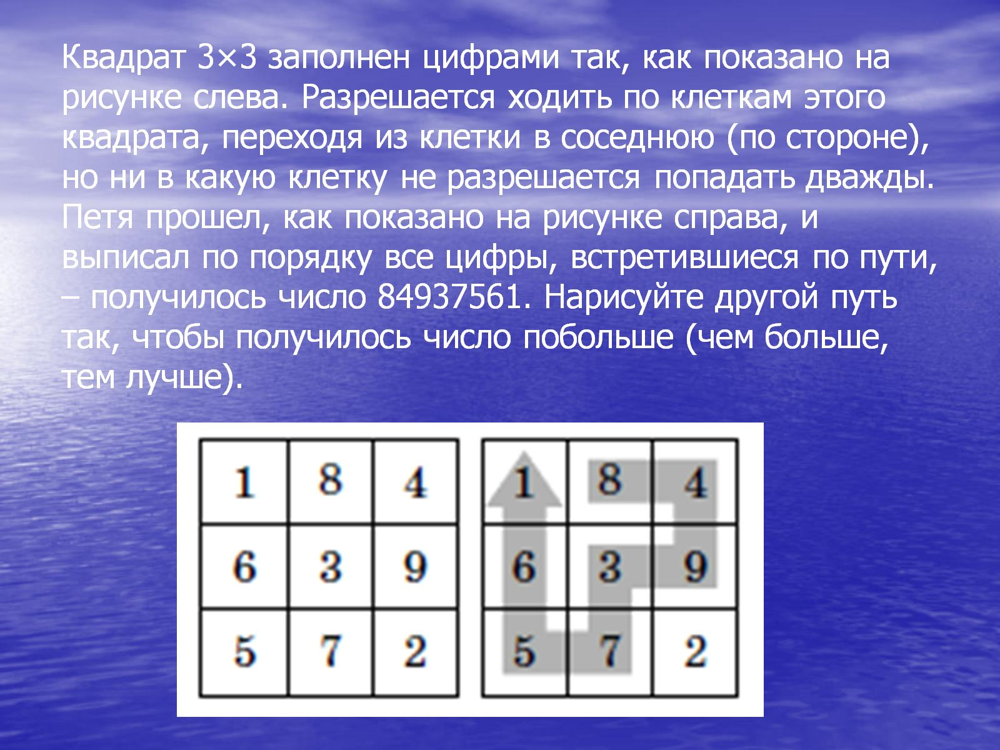 Квадрат 3×3 заполнен цифрами так, как показано на
рисунке слева. Разрешается ходить по клеткам этого
квадрата, переходя из клетки в соседнюю (по стороне),
но ни в какую клетку не разрешается попадать дважды.
Петя прошел, как показано на рисунке справа, и
выписал по порядку все цифры, встретившиеся по пути,
– получилось число 84937561. Нарисуйте другой путь
так, чтобы получилось число побольше (чем больше,
тем лучше).
1 8 4
6 3 9
5 7 2
1 8 4
6 3 9
5 7 2